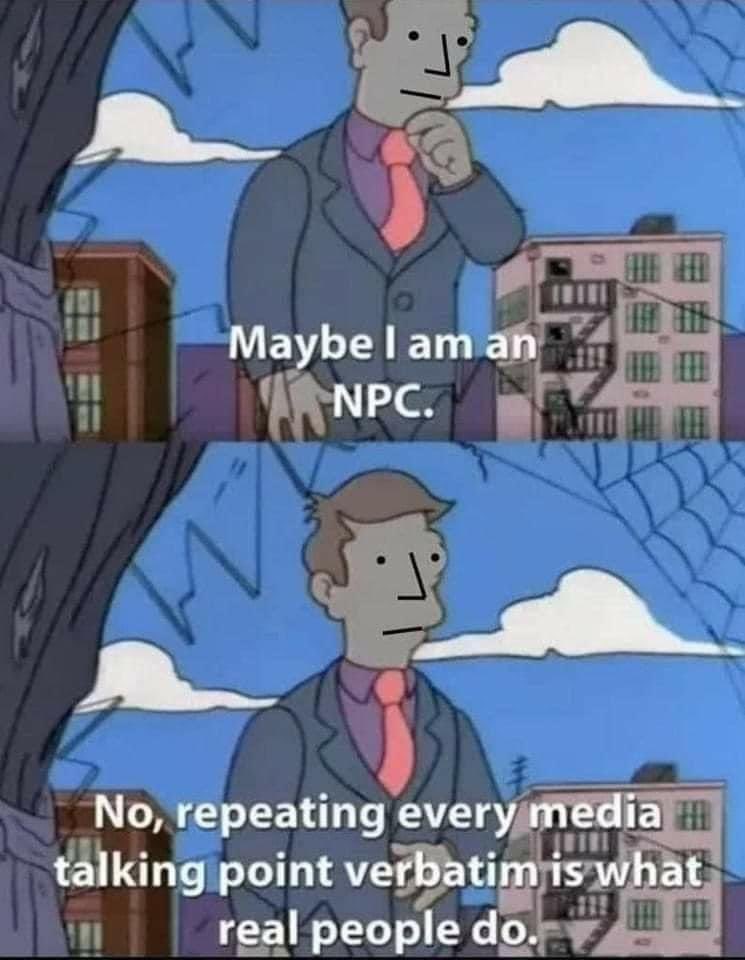 Maybe I am an
NPC.
No, repeating every media
talking point verbatim is what
real people do.